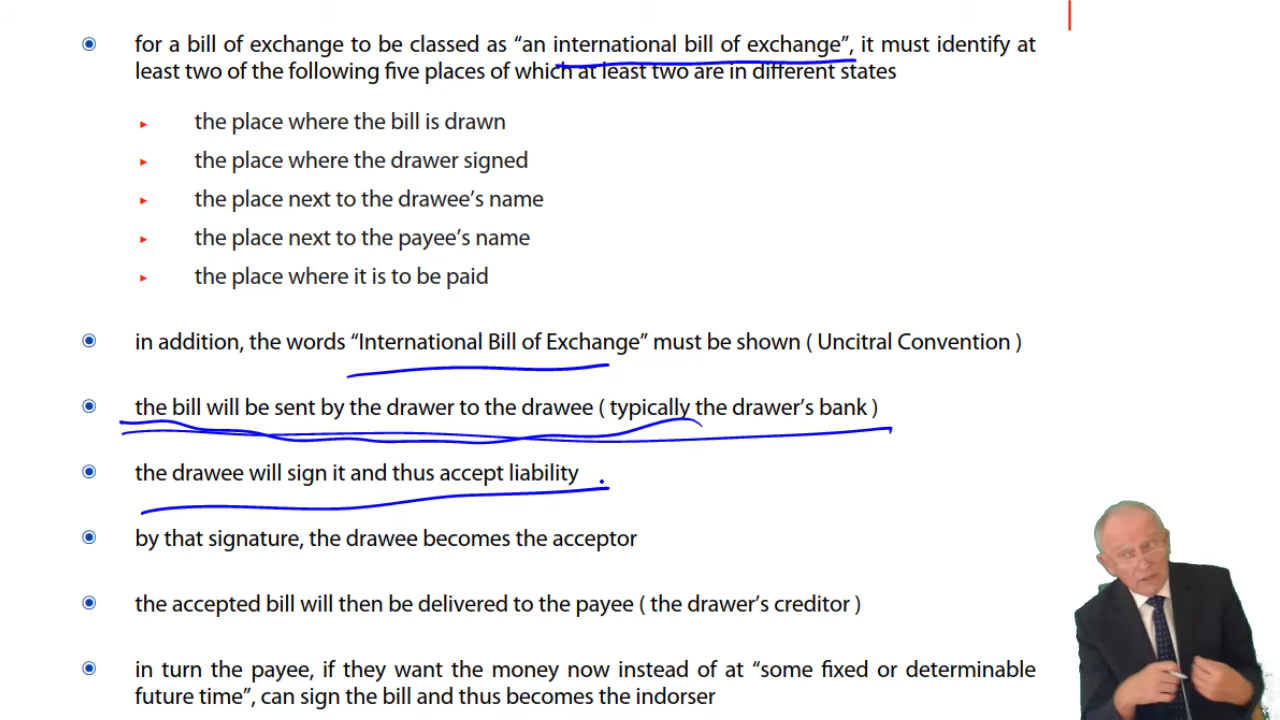 for a bill of exchange to be classed as “an international bill of exchange”, it must identify at
least two of the following five places of which at least two are in different states
the place where the bill is drawn
the place where the drawer signed
the place next to the drawee’s name
the place next to the payee’s name
the place where it is to be paid
in addition, the words “International Bill of Exchange” must be shown ( Uncitral Convention )
the bill will be sent by the drawer to the drawee ( typically the drawer’s bank )
the drawee will sign it and thus accept liability
by that signature, the drawee becomes the acceptor
the accepted bill will then be delivered to the payee ( the drawer’s creditor )
in turn the payee, if they want the money now instead of at “some fixed or determinable
future time”, can sign the bill and thus becomes the indorser